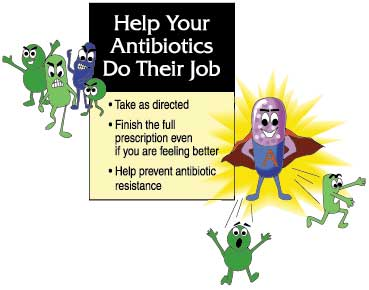 Help Your
Antibiotics
Do Their Job
• Take as directed
• Finish the full
prescription even
if you are feeling better
• Help prevent antibiotic
resistance
A